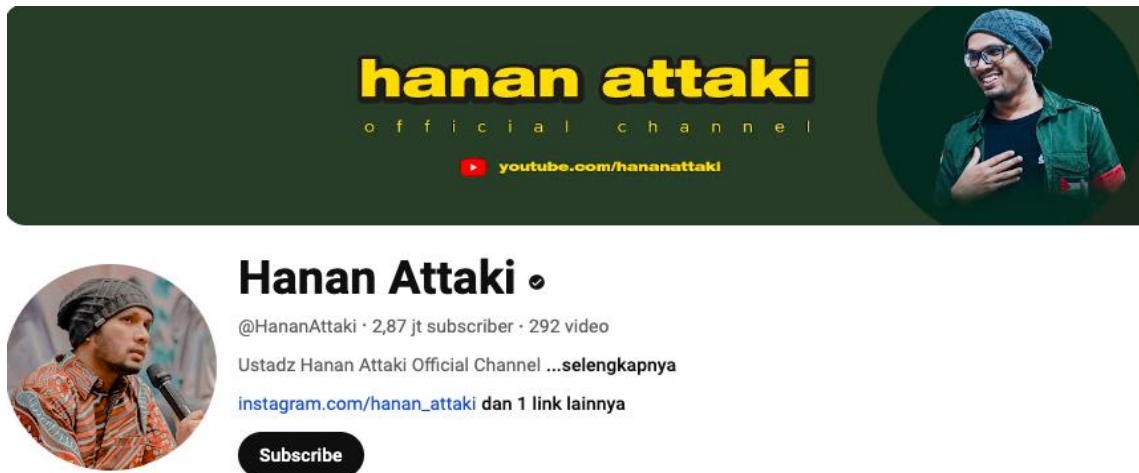 hanan attaki
official channel
youtube.com/hananattaki
Hanan Attaki
@HananAttaki · 2,87 jt subscriber · 292 video
Ustadz Hanan Attaki Official Channel ...selengkapnya
instagram.com/hanan_attaki dan 1 link lainnya
Subscribe